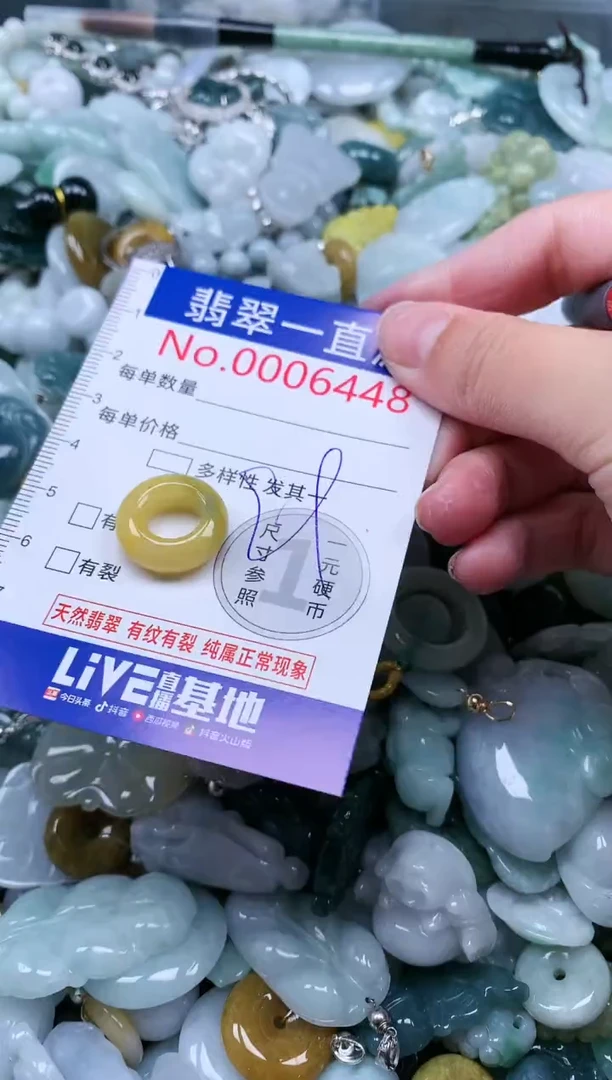 0
1
翡翠一直
2
No.0006448
每单数量
3
每单价格
4
多样性 发其一
5
有
尺寸参照
1
一元硬币
6
有裂
天然翡翠 有纹有裂 纯属正常现象
LiVE直播基地
今日头条 抖音 西瓜视频 抖音火山版